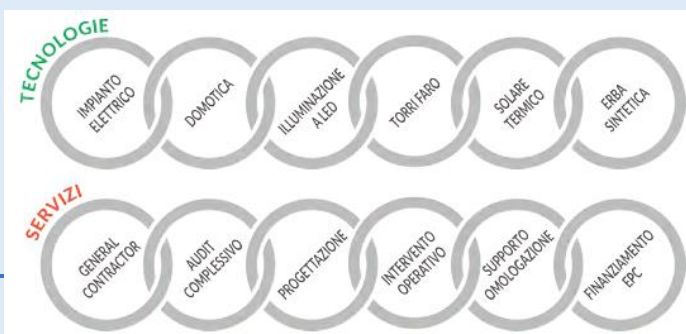 TECNOLOGIE
IMPIANTO
ELETTRICO
DOMOTICA
ILLUMINAZIONE
A LED
TORRI FARO
SOLARE
TERMICO
ERBA
SINTETICA
SERVIZI
GENERAL
CONTRACTOR
AUDIT
COMPLESSIVO
PROGETTAZIONE
INTERVENTO
OPERATIVO
SUPPORTO
OMOLOGAZIONE
FINANZIAMENTO
EPC